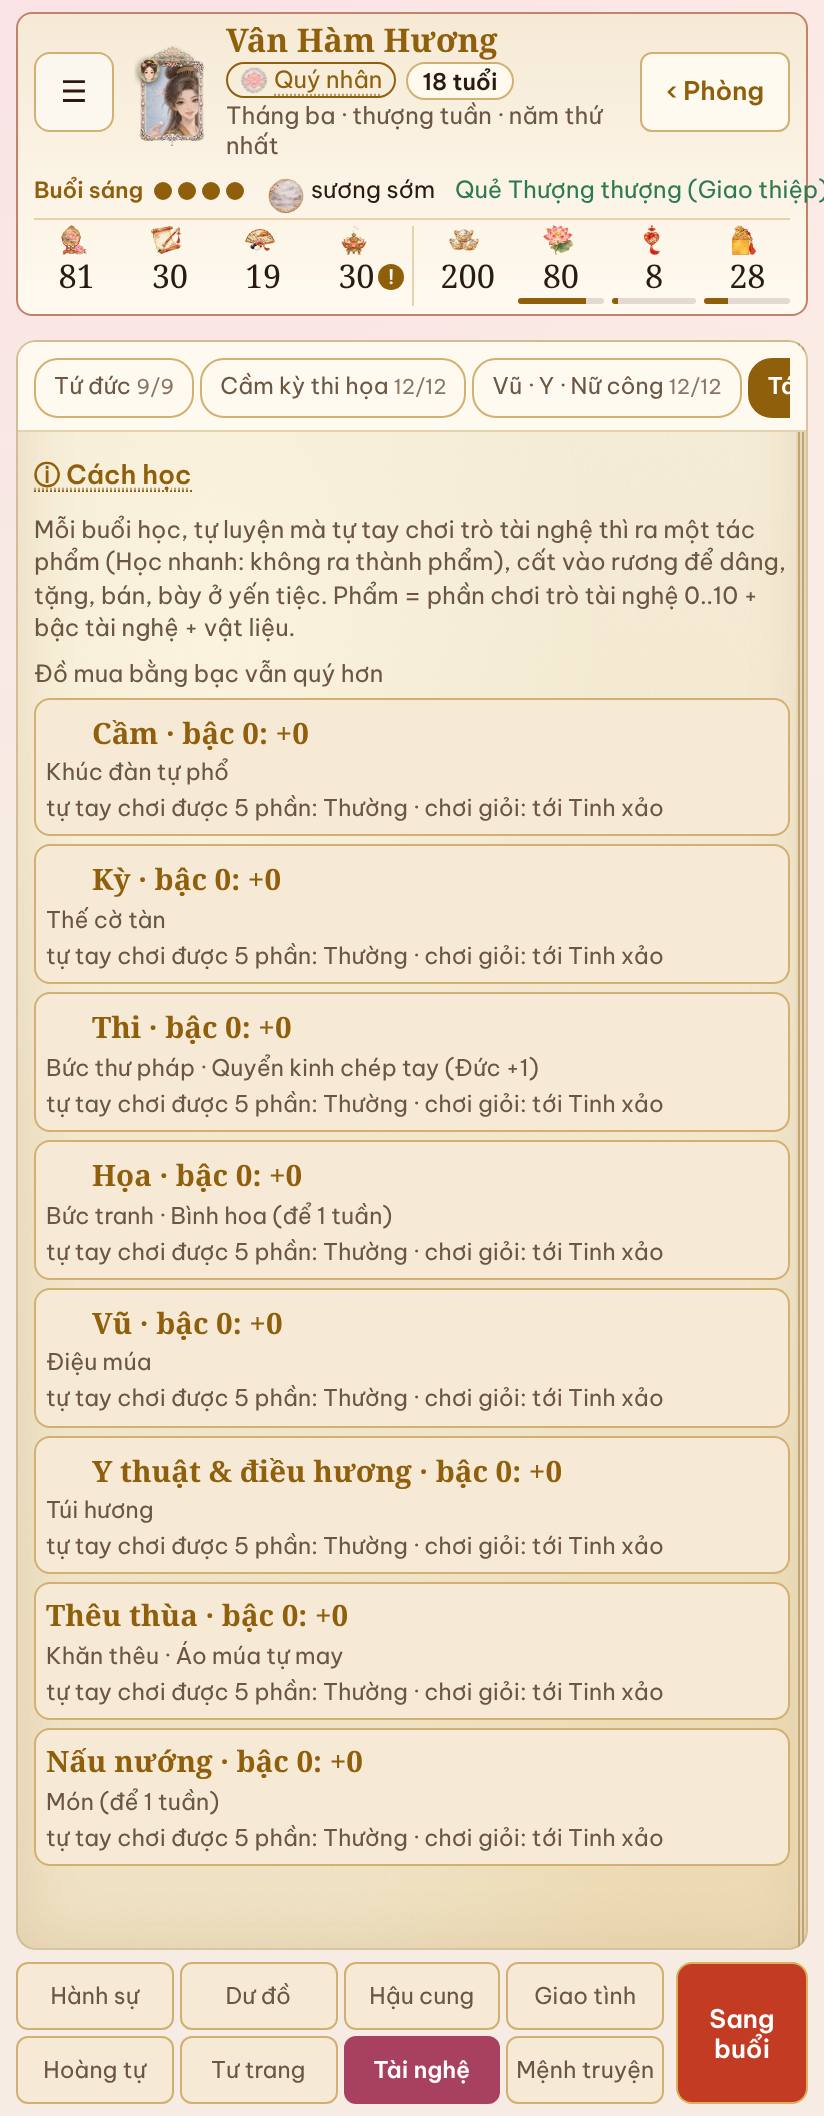 Vân Hàm Hương
☰
Quý nhân
18 tuổi
‹ Phòng
Tháng ba · thượng tuần · năm thứ
nhất
Buổi sáng
sương sớm
Quẻ Thượng thượng (Giao thiệp)
81
30
19
30 !
200
80
8
28
Tứ đức 9/9
Cầm kỳ thi họa 12/12
Vũ · Y · Nữ công 12/12
ⓘ Cách học
Mỗi buổi học, tự luyện mà tự tay chơi trò tài nghệ thì ra một tác
phẩm (Học nhanh: không ra thành phẩm), cất vào rương để dâng,
tặng, bán, bày ở yến tiệc. Phẩm = phần chơi trò tài nghệ 0..10 +
bậc tài nghệ + vật liệu.
Đồ mua bằng bạc vẫn quý hơn
Cầm · bậc 0: +0
Khúc đàn tự phổ
tự tay chơi được 5 phần: Thường · chơi giỏi: tới Tinh xảo
Kỳ · bậc 0: +0
Thế cờ tàn
tự tay chơi được 5 phần: Thường · chơi giỏi: tới Tinh xảo
Thi · bậc 0: +0
Bức thư pháp · Quyển kinh chép tay (Đức +1)
tự tay chơi được 5 phần: Thường · chơi giỏi: tới Tinh xảo
Họa · bậc 0: +0
Bức tranh · Bình hoa (để 1 tuần)
tự tay chơi được 5 phần: Thường · chơi giỏi: tới Tinh xảo
Vũ · bậc 0: +0
Điệu múa
tự tay chơi được 5 phần: Thường · chơi giỏi: tới Tinh xảo
Y thuật & điều hương · bậc 0: +0
Túi hương
tự tay chơi được 5 phần: Thường · chơi giỏi: tới Tinh xảo
Thêu thùa · bậc 0: +0
Khăn thêu · Áo múa tự may
tự tay chơi được 5 phần: Thường · chơi giỏi: tới Tinh xảo
Nấu nướng · bậc 0: +0
Món (để 1 tuần)
tự tay chơi được 5 phần: Thường · chơi giỏi: tới Tinh xảo
Hành sự
Dư đồ
Hậu cung
Giao tình
Sang
buổi
Hoàng tự
Tư trang
Tài nghệ
Mệnh truyện